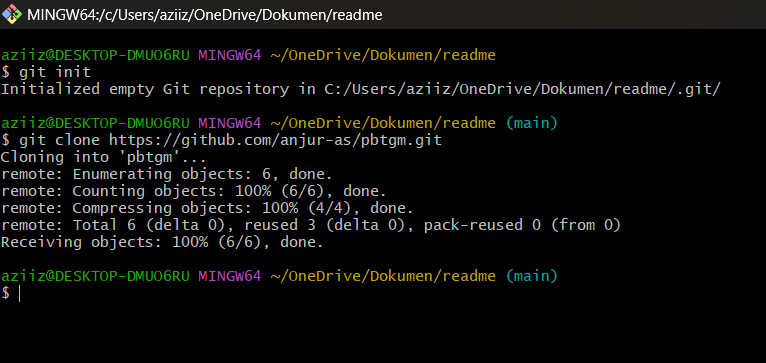 MINGW64:/c/Users/aziiz/OneDrive/Dokumen/readme
aziiz@DESKTOP-DMUO6RU MINGW64 ~/OneDrive/Dokumen/readme
$ git init
Initialized empty Git repository in C:/Users/aziiz/OneDrive/Dokumen/readme/.git/
aziiz@DESKTOP-DMUO6RU MINGW64 ~/OneDrive/Dokumen/readme (main)
$ git clone https://github.com/anjur-as/pbtgm.git
Cloning into 'pbtgm'...
remote: Enumerating objects: 6, done.
remote: Counting objects: 100% (6/6), done.
remote: Compressing objects: 100% (4/4), done.
remote: Total 6 (delta 0), reused 3 (delta 0), pack-reused 0 (from 0)
Receiving objects: 100% (6/6), done.
aziiz@DESKTOP-DMUO6RU MINGW64 ~/OneDrive/Dokumen/readme (main)
$